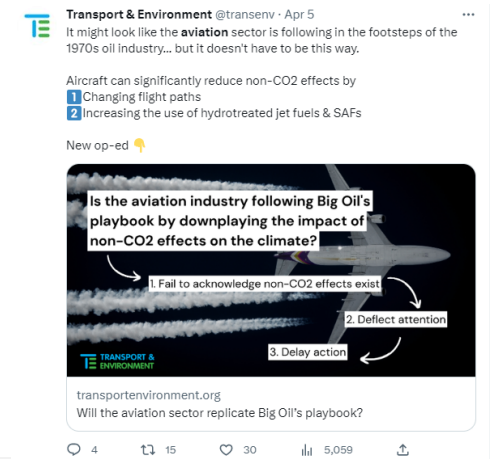 Transport & Environment @transenv · Apr 5
It might look like the aviation sector is following in the footsteps of the
1970s oil industry... but it doesn't have to be this way.
Aircraft can significantly reduce non-CO2 effects by
1 Changing flight paths
2 Increasing the use of hydrotreated jet fuels & SAFs
New op-ed 👇
Is the aviation industry following Big Oil's
playbook by downplaying the impact of
non-CO2 effects on the climate?
1. Fail to acknowledge non-CO2 effects exist
2. Deflect attention
3. Delay action
TRANSPORT &
ENVIRONMENT
transportenvironment.org
Will the aviation sector replicate Big Oil's playbook?
4 15 30 5,059